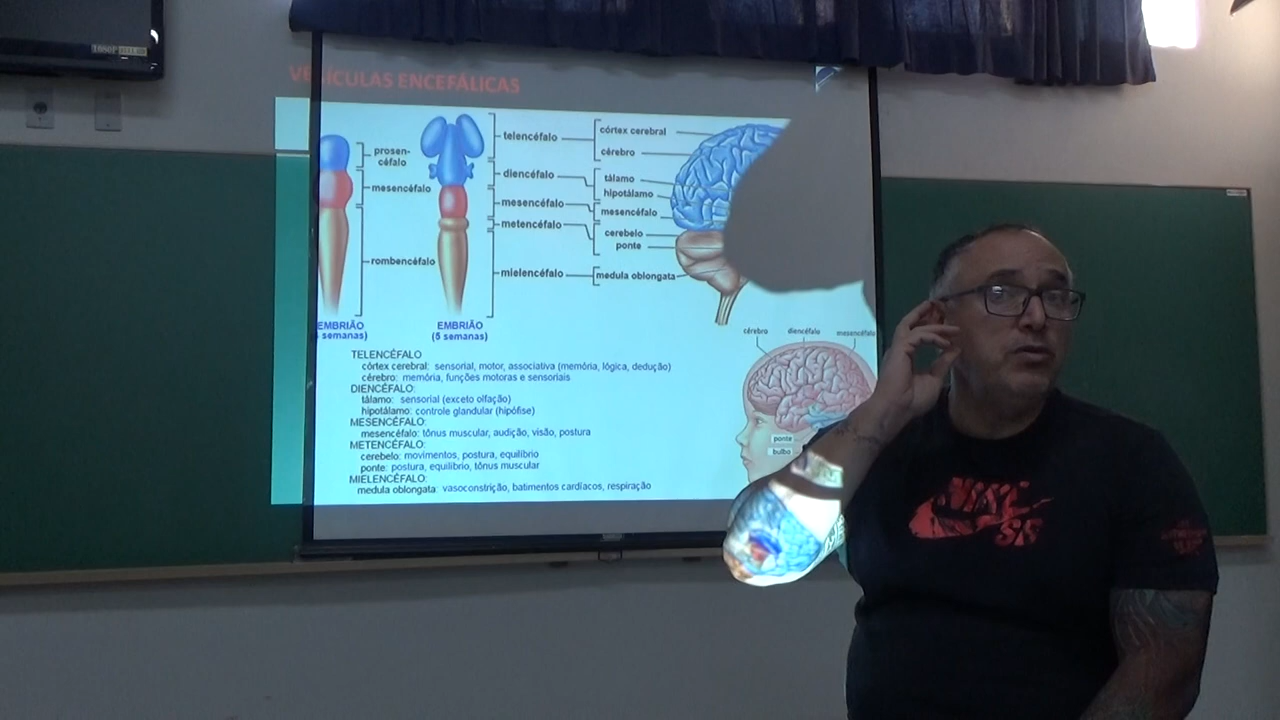 1080P
VESÍCULAS ENCEFÁLICAS
prosen-
céfalo
mesencéfalo
rombencéfalo
EMBRIÃO
semanas)
EMBRIÃO
(5 semanas)
telencéfalo
diencéfalo
mesencéfalo
metencéfalo
mielencéfalo
córtex cerebral
cérebro
tálamo
hipotálamo
mesencéfalo
cerebelo
ponte
medula oblongata
cérebro
diencéfalo
mesencéfalo
ponte
bulbo
TELENCÉFALO
córtex cerebral: sensorial, motor, associativa (memória, lógica, dedução)
cérebro: memória, funções motoras e sensoriais
DIENCÉFALO:
tálamo: sensorial (exceto olfação)
hipotálamo: controle glandular (hipófise)
MESENCÉFALO:
mesencéfalo: tônus muscular, audição, visão, postura
METENCÉFALO:
cerebelo: movimentos, postura, equilíbrio
ponte: postura, equilíbrio, tônus muscular
MIELENCÉFALO:
medula oblongata: vasoconstrição, batimentos cardíacos, respiração
NIKE
SB